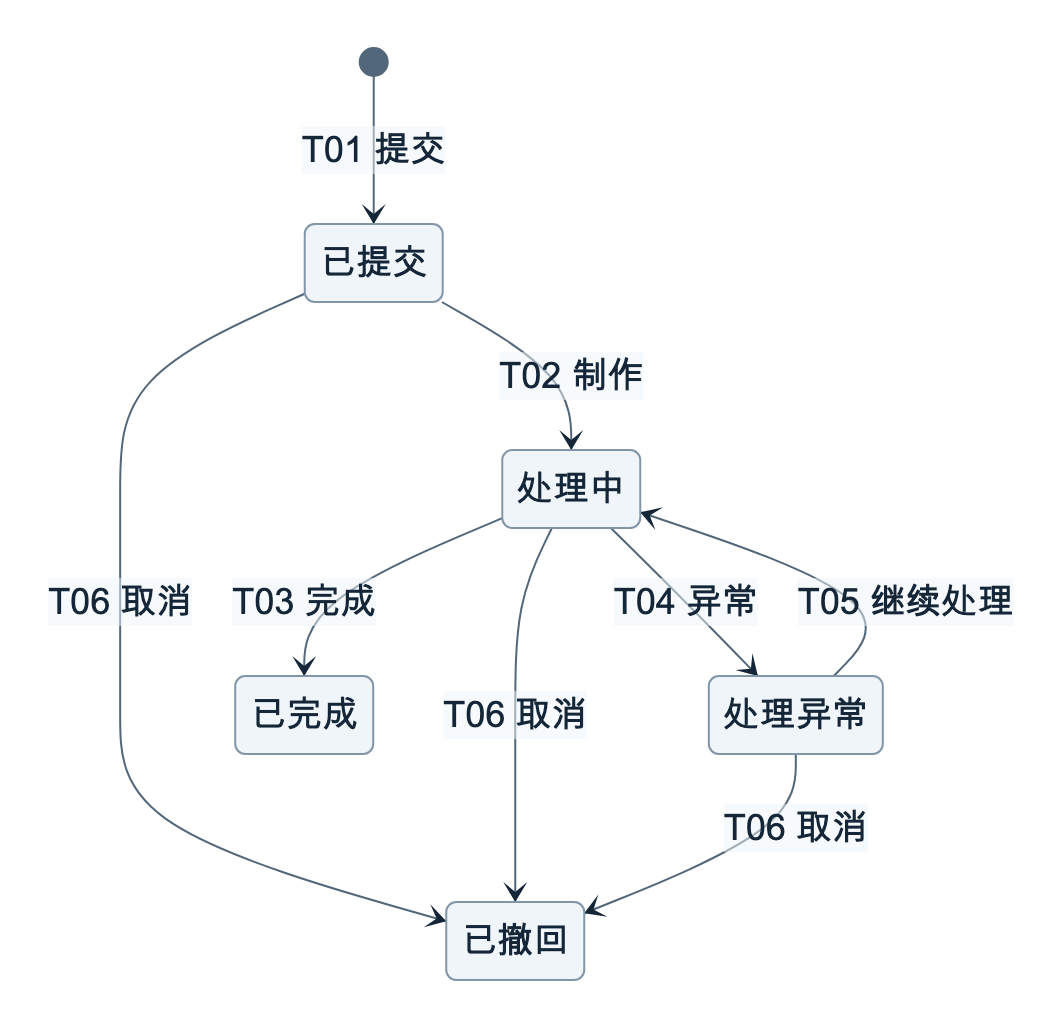 T01 提交
已提交
T02 制作
处理中
T06 取消
T03 完成
T04 异常
T05 继续处理
已完成
T06 取消
处理异常
T06 取消
已撤回